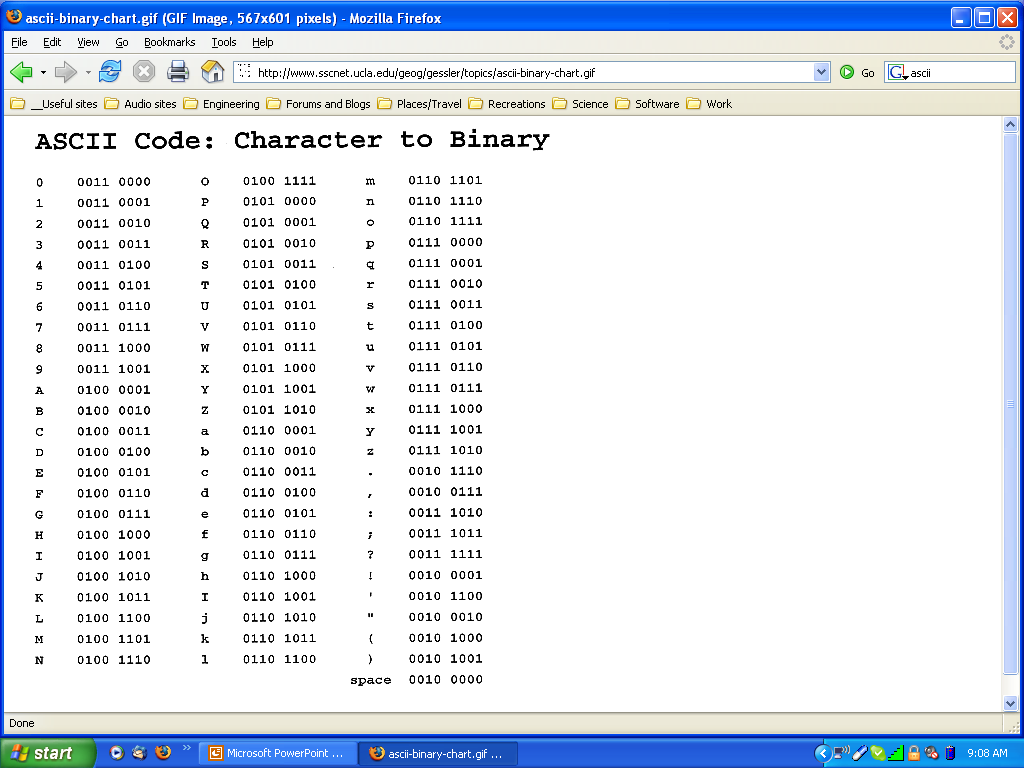 ascii-binary-chart.gif (GIF Image, 567x601 pixels) - Mozilla Firefox
File Edit View Go Bookmarks Tools Help
http://www.sscnet.ucla.edu/geog/gessler/topics/ascii-binary-chart.gif Go G ascii
__Useful sites Audio sites Engineering Forums and Blogs Places/Travel Recreations Science Software Work
ASCII Code: Character to Binary
0 0011 0000 O 0100 1111 m 0110 1101
1 0011 0001 P 0101 0000 n 0110 1110
2 0011 0010 Q 0101 0001 o 0110 1111
3 0011 0011 R 0101 0010 p 0111 0000
4 0011 0100 S 0101 0011 q 0111 0001
5 0011 0101 T 0101 0100 r 0111 0010
6 0011 0110 U 0101 0101 s 0111 0011
7 0011 0111 V 0101 0110 t 0111 0100
8 0011 1000 W 0101 0111 u 0111 0101
9 0011 1001 X 0101 1000 v 0111 0110
A 0100 0001 Y 0101 1001 w 0111 0111
B 0100 0010 Z 0101 1010 x 0111 1000
C 0100 0011 a 0110 0001 y 0111 1001
D 0100 0100 b 0110 0010 z 0111 1010
E 0100 0101 c 0110 0011 . 0010 1110
F 0100 0110 d 0110 0100 , 0010 0111
G 0100 0111 e 0110 0101 : 0011 1010
H 0100 1000 f 0110 0110 ; 0011 1011
I 0100 1001 g 0110 0111 ? 0011 1111
J 0100 1010 h 0110 1000 ! 0010 0001
K 0100 1011 I 0110 1001 ' 0010 1100
L 0100 1100 j 0110 1010 " 0010 0010
M 0100 1101 k 0110 1011 ( 0010 1000
N 0100 1110 l 0110 1100 ) 0010 1001
space 0010 0000
Done
start Microsoft PowerPoint ... ascii-binary-chart.gif ... 9:08 AM